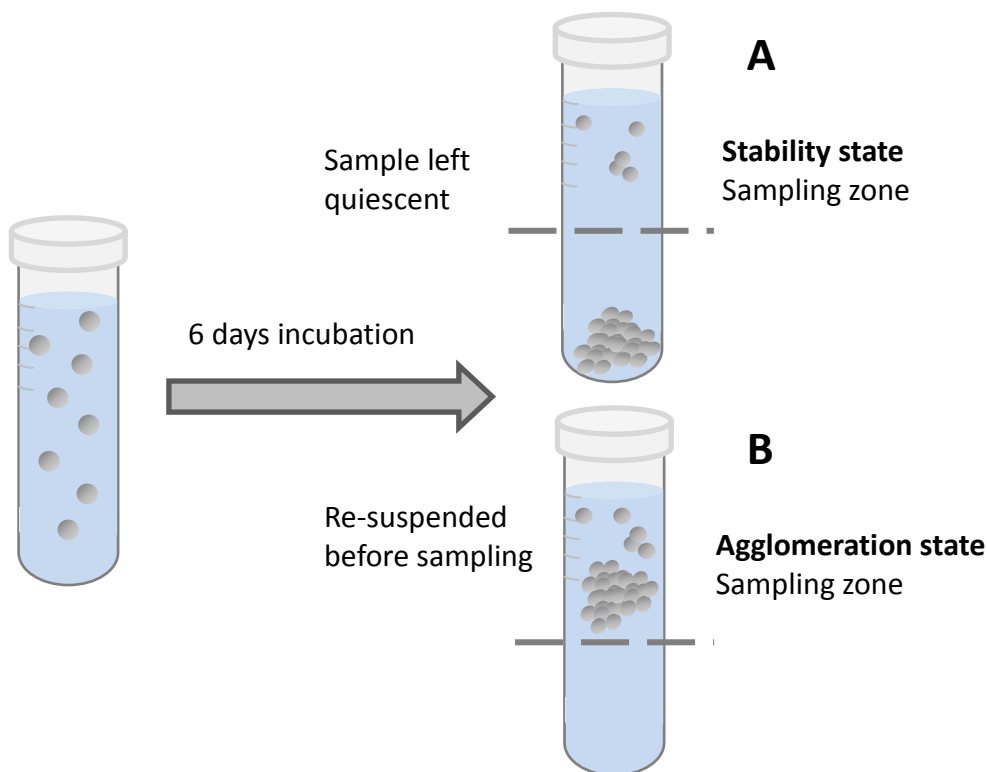 A
Sample left
quiescent
Stability state
Sampling zone
6 days incubation
B
Re-suspended
before sampling
Agglomeration state
Sampling zone